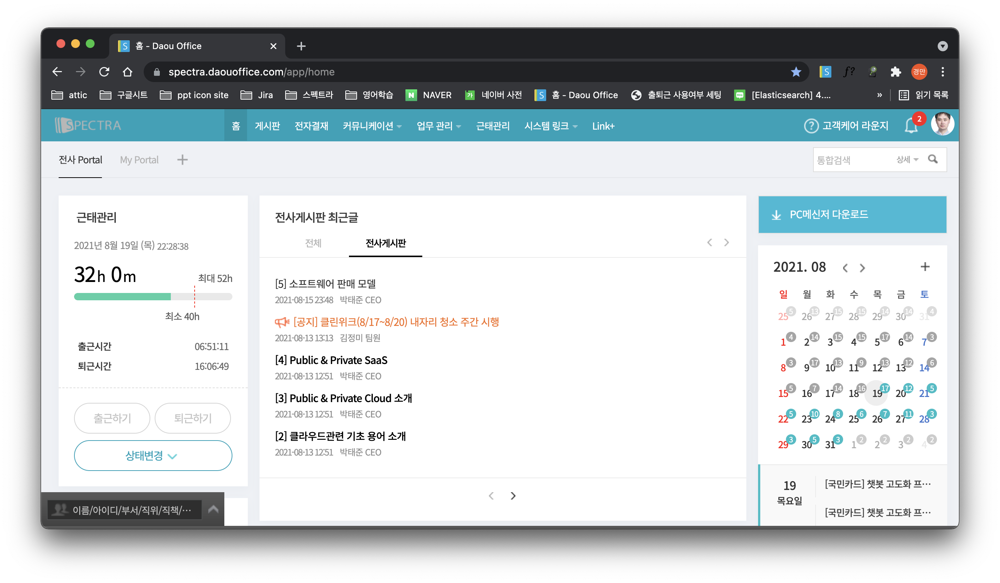 홈 - Daou Office
spectra.daouoffice.com/app/home
S f? 경만
attic 구글시트 ppt icon site Jira 스펙트라 영어학습 N NAVER 가 네이버 사전 S 홈 - Daou Office 출퇴근 사용여부 세팅 blog [Elasticsearch] 4.... » 읽기 목록
SPECTRA 홈 게시판 전자결재 커뮤니케이션 업무 관리 근태관리 시스템 링크 Link+ ? 고객케어 라운지 2
전사 Portal My Portal + 통합검색 상세
근태관리
2021년 8월 19일 (목) 22:28:38
32h 0m
최대 52h
최소 40h
출근시간 06:51:11
퇴근시간 16:06:49
출근하기 퇴근하기
상태변경
이름/아이디/부서/직위/직책/…
전사게시판 최근글
전체 전사게시판
[5] 소프트웨어 판매 모델
2021-08-15 23:48 박태준 CEO
[공지] 클린위크(8/17~8/20) 내자리 청소 주간 시행
2021-08-13 13:13 김정미 팀원
[4] Public & Private SaaS
2021-08-13 12:51 박태준 CEO
[3] Public & Private Cloud 소개
2021-08-13 12:51 박태준 CEO
[2] 클라우드관련 기초 용어 소개
2021-08-13 12:51 박태준 CEO
PC메신저 다운로드
2021. 08
일 월 화 수 목 금 토
25 5 26 13 27 15 28 15 29 14 30 14 31 4
1 4 2 14 3 15 4 15 5 17 6 14 7 3
8 3 9 17 10 13 11 9 12 13 13 12 14 6
15 5 16 7 17 14 18 16 19 17 20 12 21 5
22 5 23 10 24 8 25 6 26 7 27 11 28 3
29 3 30 5 31 3 1 2 2 2 3 2 4 2
19
목요일
[국민카드] 챗봇 고도화 프…
[국민카드] 챗봇 고도화 프…